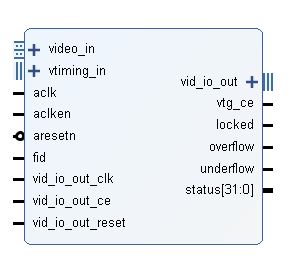 video_in
vtiming_in
aclk
aclken
aresetn
fid
vid_io_out_clk
vid_io_out_ce
vid_io_out_reset
vid_io_out
vtg_ce
locked
overflow
underflow
status[31:0]